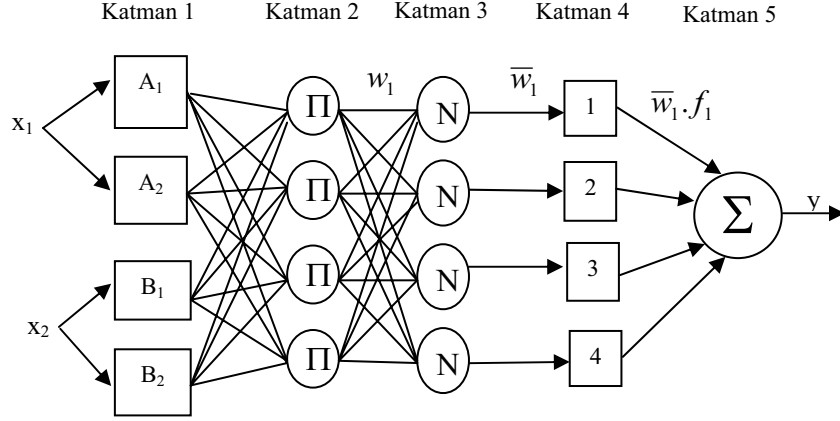 Katman 1 Katman 2 Katman 3 Katman 4 Katman 5
A₁ Π w₁ N w̅₁ 1 w̅₁.f₁
x₁
A₂ Π N 2
Σ y
B₁ Π N 3
x₂
B₂ Π N 4